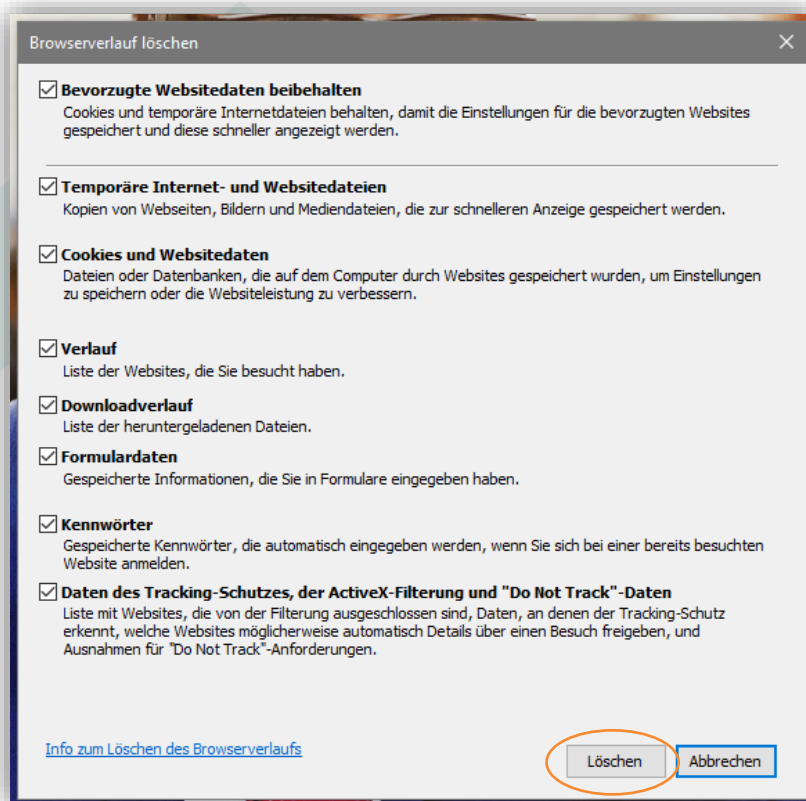 Browserverlauf löschen
Bevorzugte Websitedaten beibehalten
Cookies und temporäre Internetdateien behalten, damit die Einstellungen für die bevorzugten Websites
gespeichert und diese schneller angezeigt werden.
Temporäre Internet- und Websitedateien
Kopien von Webseiten, Bildern und Mediendateien, die zur schnelleren Anzeige gespeichert werden.
Cookies und Websitedaten
Dateien oder Datenbanken, die auf dem Computer durch Websites gespeichert wurden, um Einstellungen
zu speichern oder die Websiteleistung zu verbessern.
Verlauf
Liste der Websites, die Sie besucht haben.
Downloadverlauf
Liste der heruntergeladenen Dateien.
Formulardaten
Gespeicherte Informationen, die Sie in Formulare eingegeben haben.
Kennwörter
Gespeicherte Kennwörter, die automatisch eingegeben werden, wenn Sie sich bei einer bereits besuchten
Website anmelden.
Daten des Tracking-Schutzes, der ActiveX-Filterung und "Do Not Track"-Daten
Liste mit Websites, die von der Filterung ausgeschlossen sind, Daten, an denen der Tracking-Schutz
erkennt, welche Websites möglicherweise automatisch Details über einen Besuch freigeben, und
Ausnahmen für "Do Not Track"-Anforderungen.
Info zum Löschen des Browserverlaufs
Löschen Abbrechen